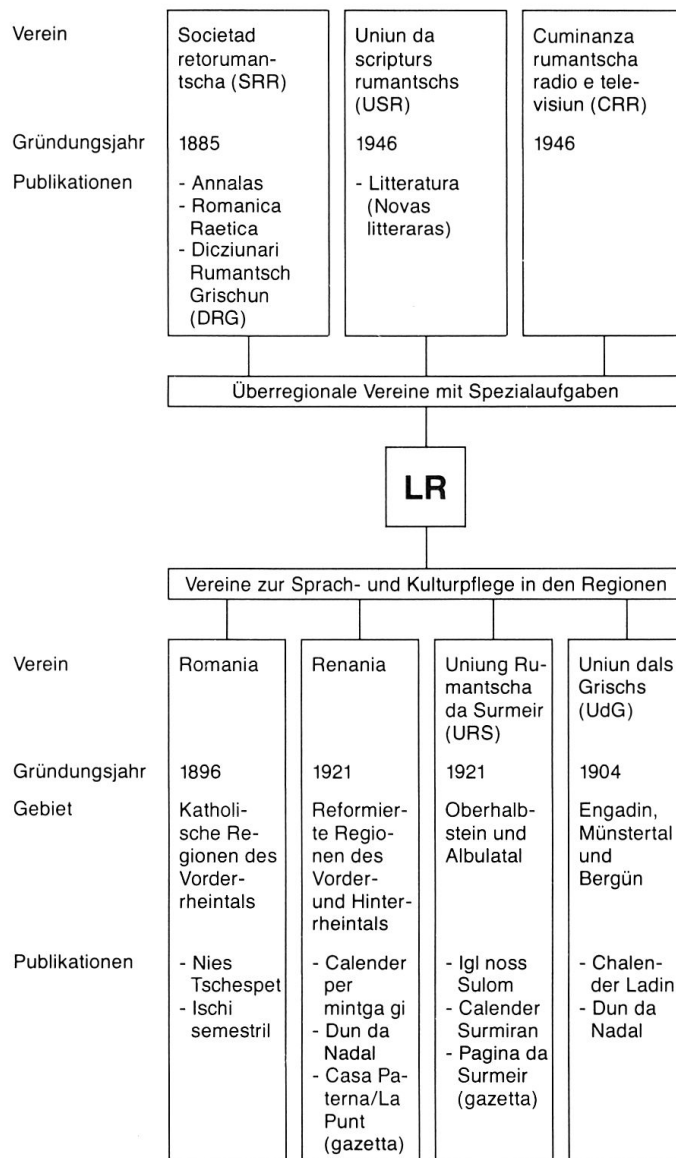 Verein
Societad
retoruman-
tscha (SRR)
Uniun da
scripturs
rumantschs
(USR)
Cuminanza
rumantscha
radio e tele-
visiun (CRR)
Gründungsjahr
1885
1946
1946
Publikationen
- Annalas
- Romanica
Raetica
- Dicziunari
Rumantsch
Grischun
(DRG)
- Litteratura
(Novas
litteraras)
Überregionale Vereine mit Spezialaufgaben
LR
Vereine zur Sprach- und Kulturpflege in den Regionen
Verein
Romania
Renania
Uniung Ru-
mantscha
da Surmeir
(URS)
Uniun dals
Grischs
(UdG)
Gründungsjahr
1896
1921
1921
1904
Gebiet
Katholi-
sche Re-
gionen des
Vorder-
rheintals
Reformier-
te Regio-
nen des
Vorder-
und Hinter-
rheintals
Oberhalb-
stein und
Albulatal
Engadin,
Münstertal
und
Bergün
Publikationen
- Nies
Tschespet
- Ischi
semestril
- Calender
per
mintga gi
- Dun da
Nadal
- Casa Pa-
terna/La
Punt
(gazetta)
- Igl noss
Sulom
- Calender
Surmiran
- Pagina da
Surmeir
(gazetta)
- Chalen-
der Ladin
- Dun da
Nadal